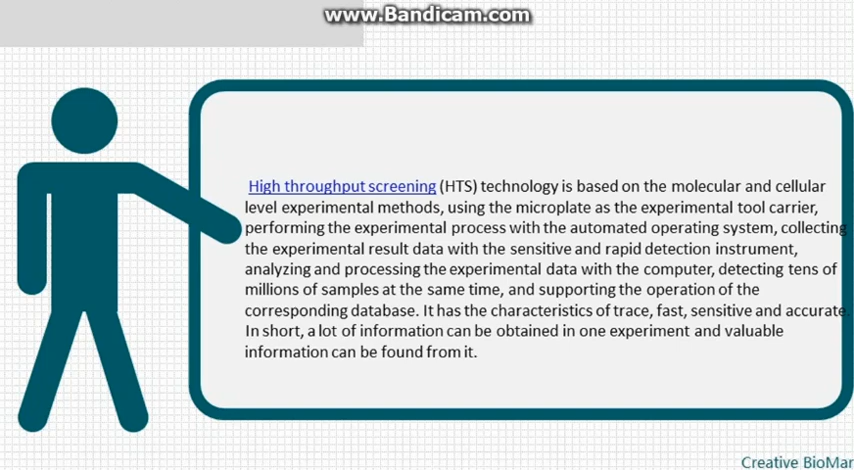 www.Bandicam.com
High throughput screening (HTS) technology is based on the molecular and cellular
level experimental methods, using the microplate as the experimental tool carrier,
performing the experimental process with the automated operating system, collecting
the experimental result data with the sensitive and rapid detection instrument,
analyzing and processing the experimental data with the computer, detecting tens of
millions of samples at the same time, and supporting the operation of the
corresponding database. It has the characteristics of trace, fast, sensitive and accurate.
In short, a lot of information can be obtained in one experiment and valuable
information can be found from it.
Creative BioMar